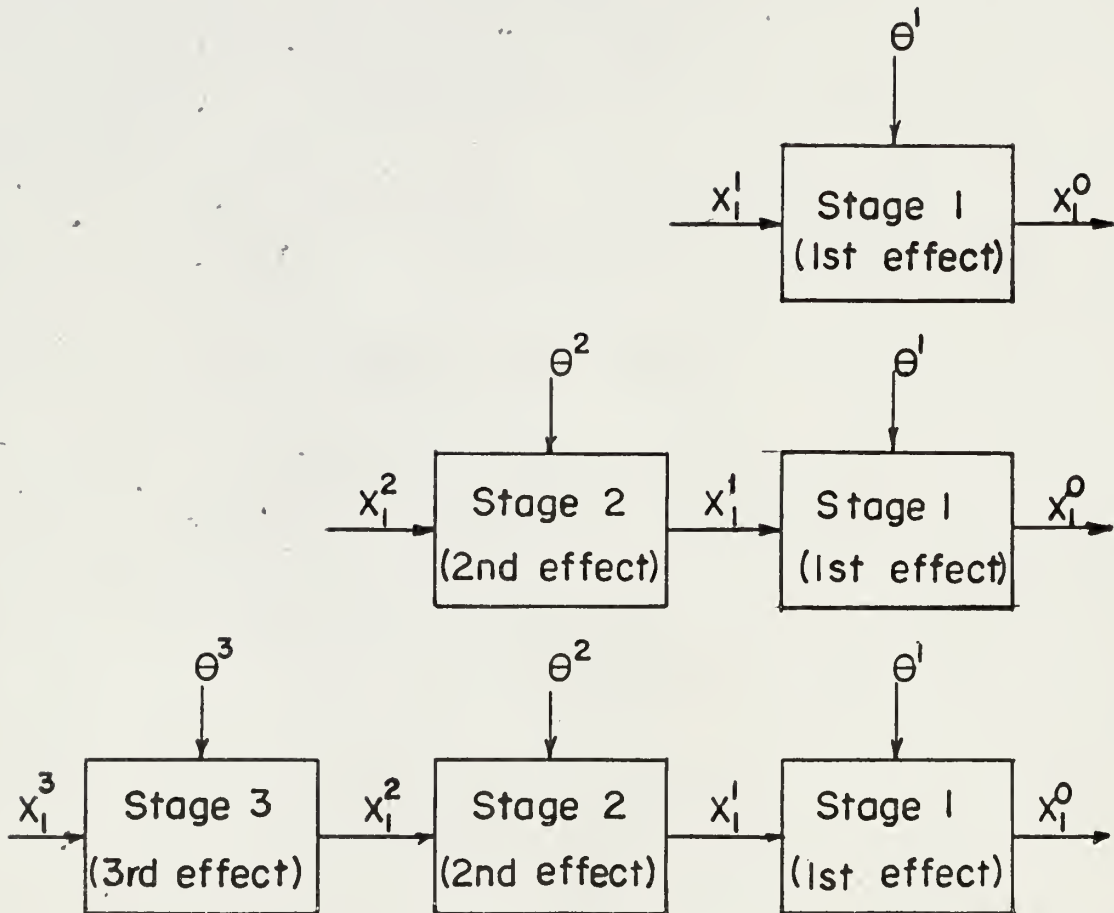 θ¹
X₁¹ Stage 1 X₁⁰
(1st effect)
θ² θ¹
X₁² Stage 2 X₁¹ Stage 1 X₁⁰
(2nd effect) (1st effect)
θ³ θ² θ¹
X₁³ Stage 3 X₁² Stage 2 X₁¹ Stage 1 X₁⁰
(3rd effect) (2nd effect) (1st effect)